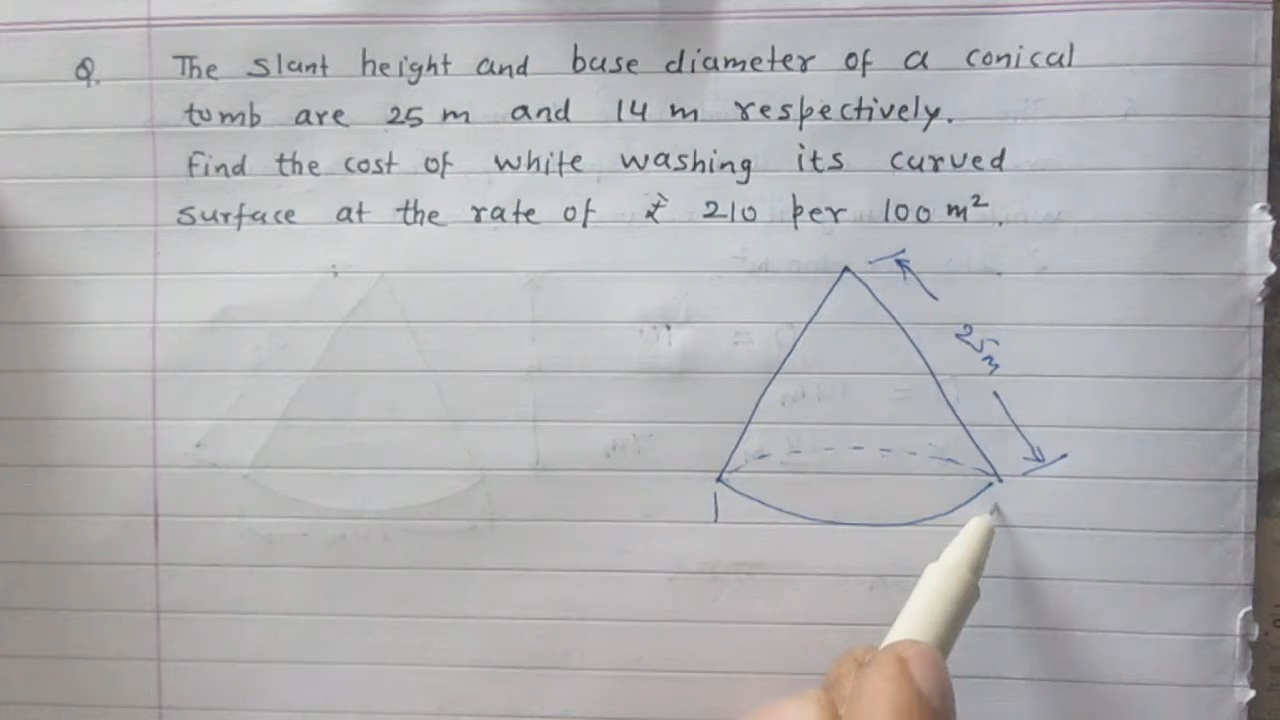 Q. The slant height and base diameter of a conical
tomb are 25 m and 14 m respectively.
Find the cost of white washing its curved
surface at the rate of ₹ 210 per 100 m².
25m